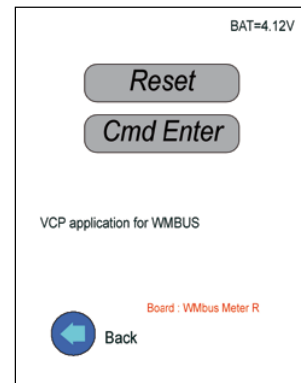 BAT=4.12V
Reset
Cmd Enter
VCP application for WMBUS
Board : WMbus Meter R
Back